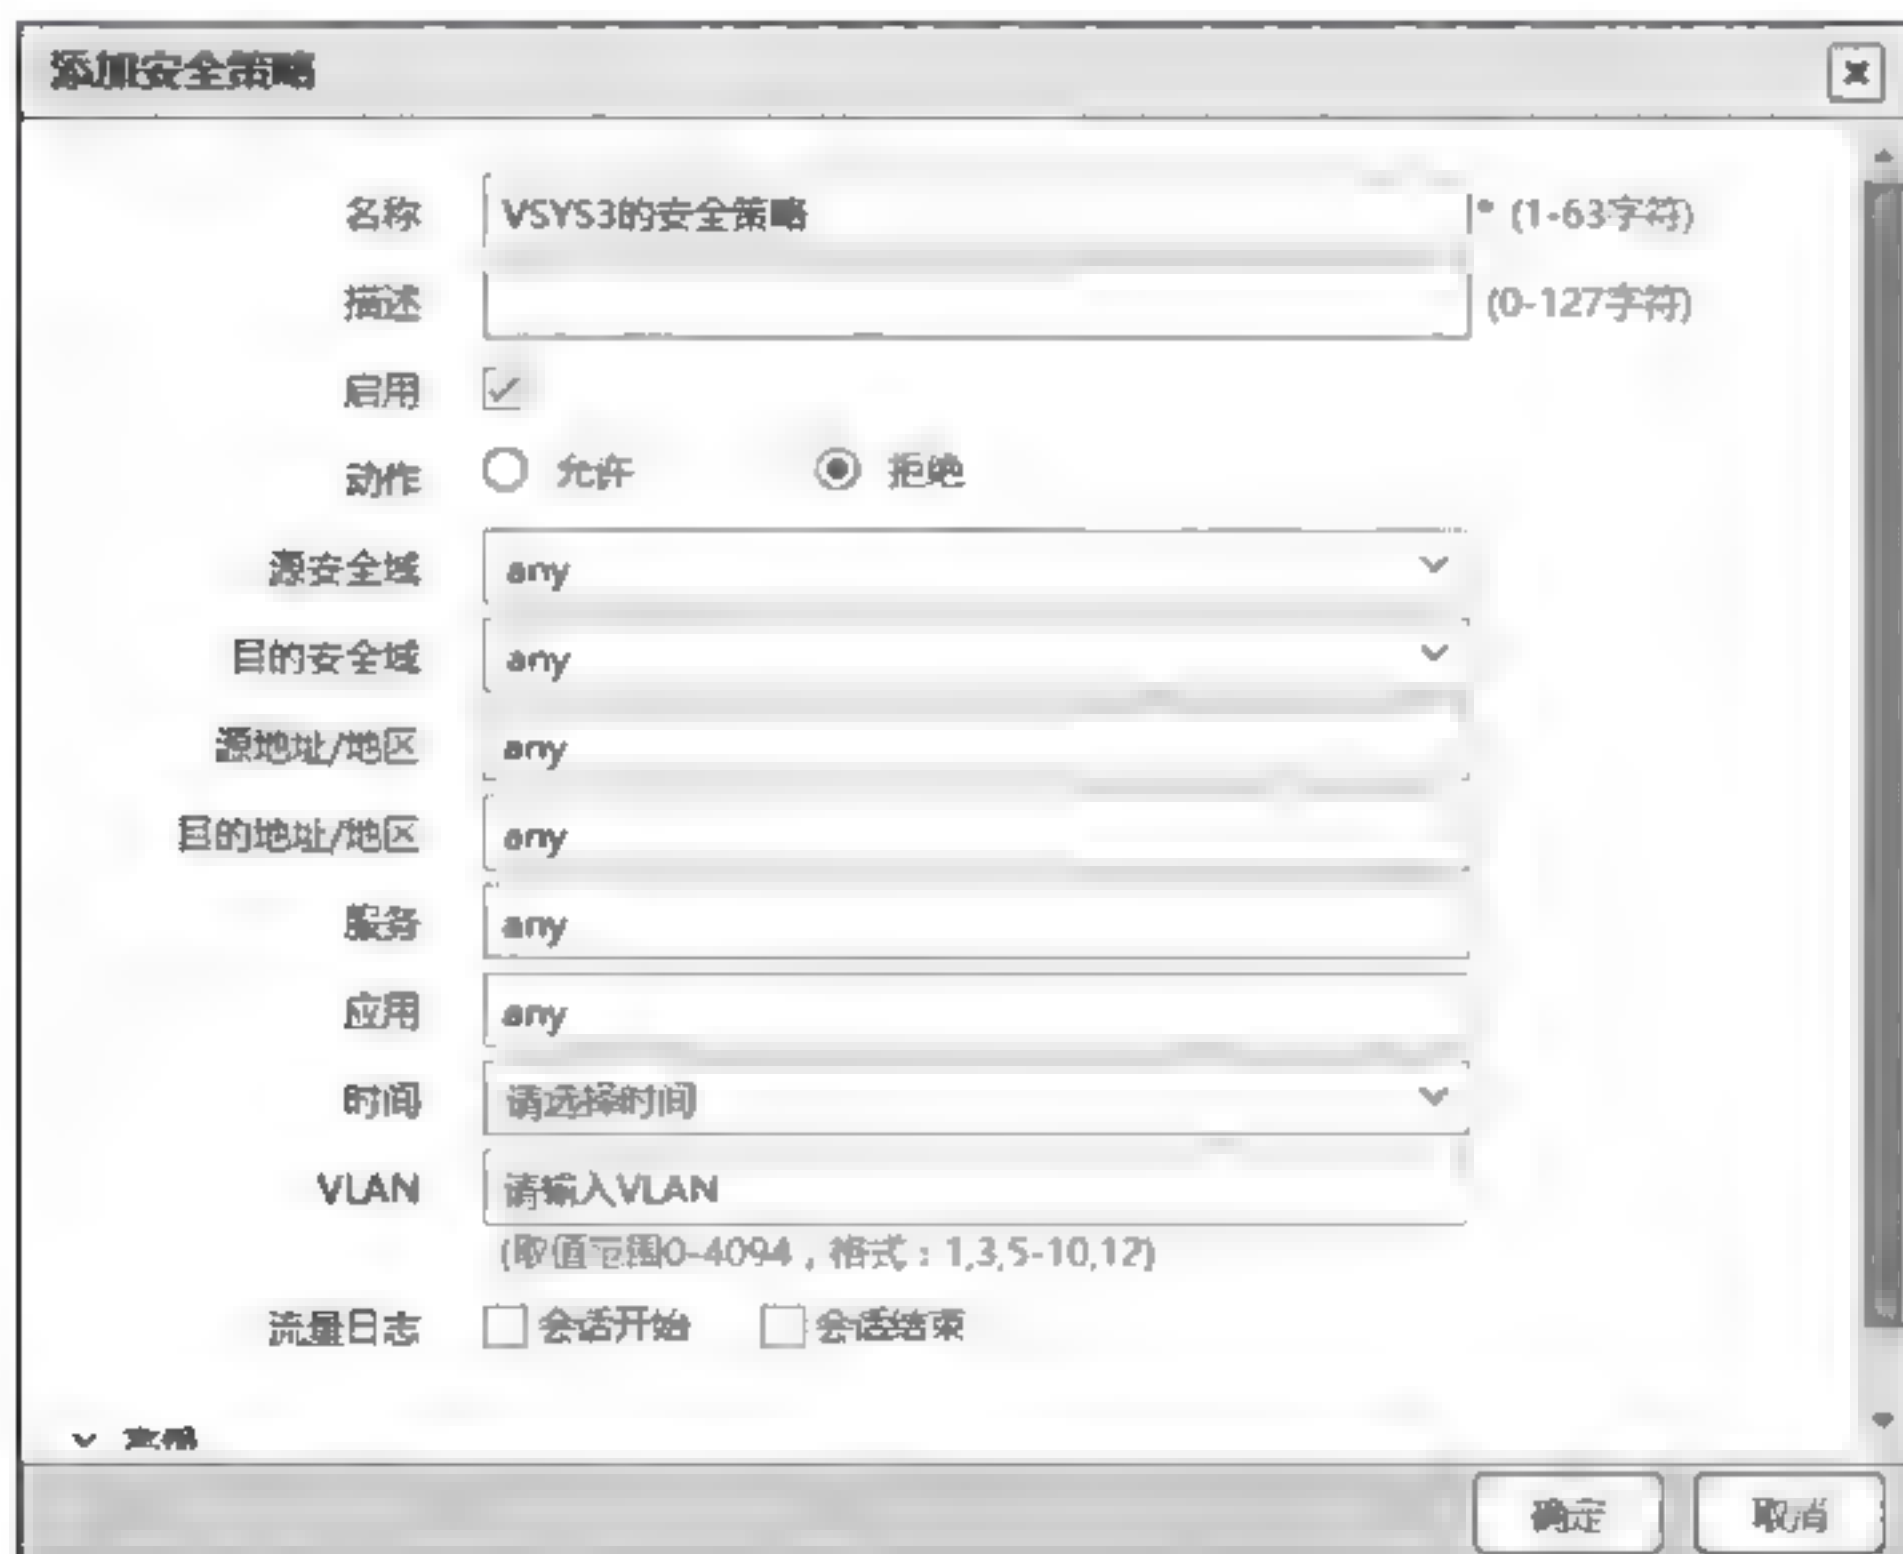 添加安全策略
名称 VSYS3的安全策略 * (1-63字符)
描述 (0-127字符)
启用
动作 允许 拒绝
源安全域 any
目的安全域 any
源地址/地区 any
目的地址/地区 any
服务 any
应用 any
时间 请选择时间
VLAN 请输入VLAN
(取值范围0-4094，格式：1,3,5-10,12)
流量日志 会话开始 会话结束
确定 取消